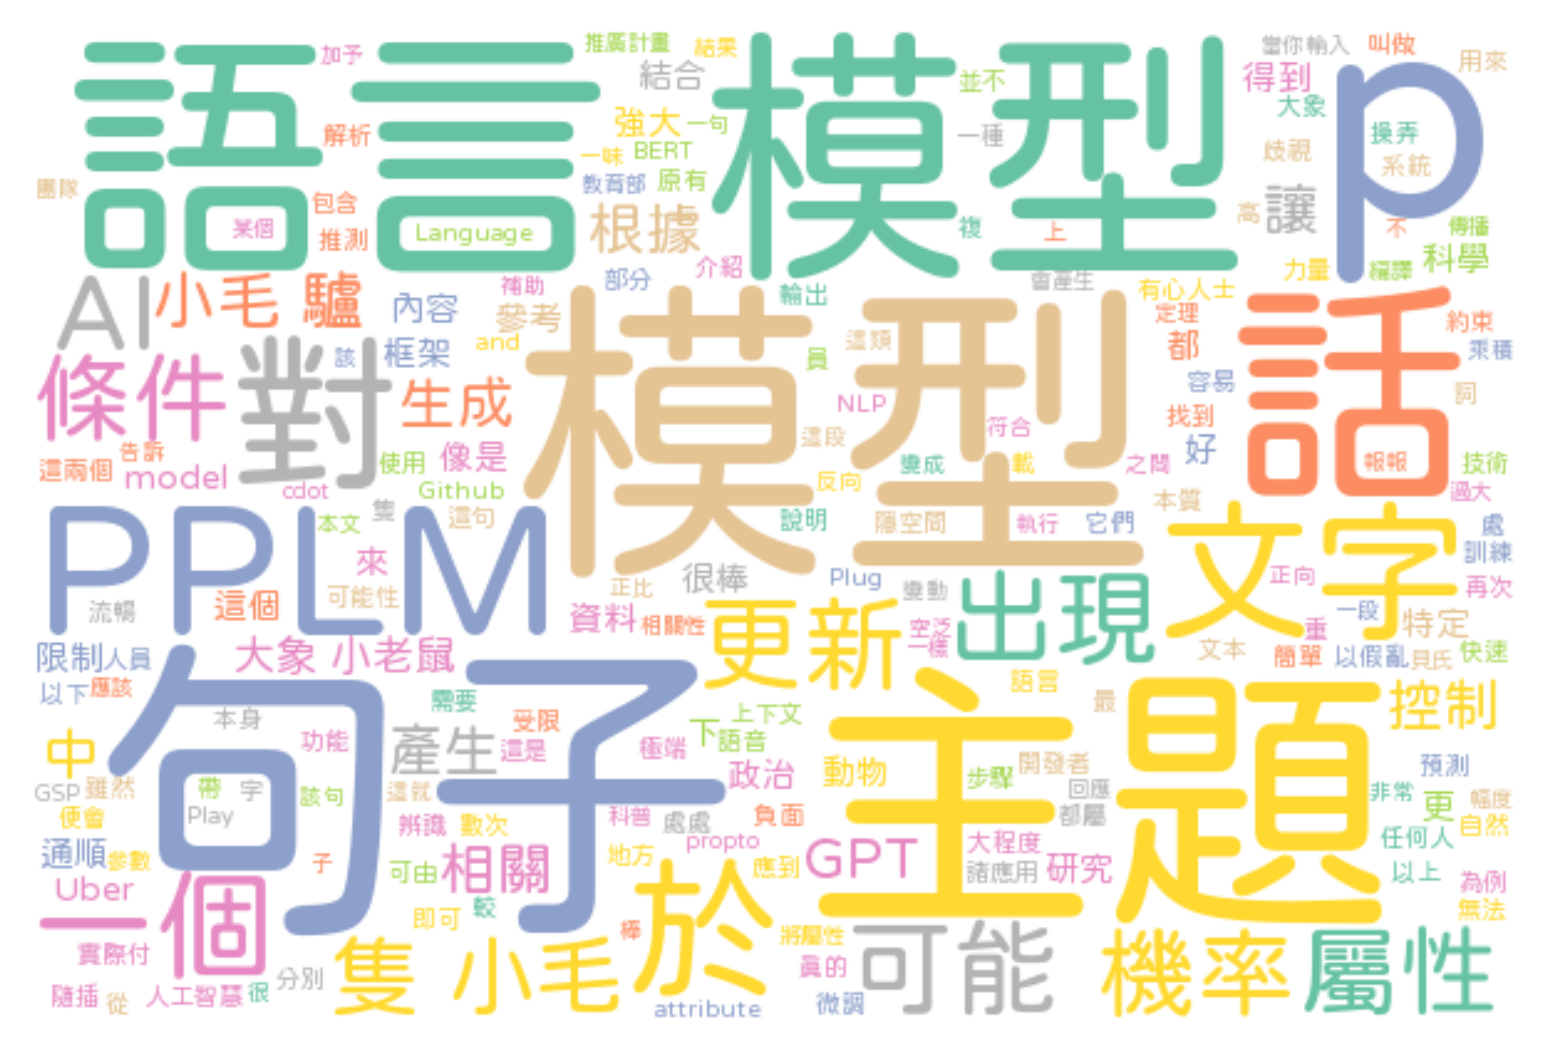 語言 模型 p
加予
推廣計畫 結果
結合
當你輸入 叫做
用來
得到
並不
大象
強大 一句
解析
一種
操弄
一昧 BERT
歧視
系統
團隊
教育部 原有
讓
包含
某個
Language
根據
高
推測
複
上
不
傳播
科學
介紹
部分
力量
編譯
AI
小毛 驢
內容
補助
輸出
會產生
有心人士
參考
定理
話
約束
條件
對
該
框架
and
模型
員
這類
都
乘積
容易
生成
NLP
詞
找到
符合
這段
好
告訴
這兩個
model
使用
像是
變成
載
之間
報報
技術
cdot
Github
反向
過大
本質
PPLM
本文
隻
這句
說明
隱空間
執行
它們
文字
處
訓練
來
很棒
Plug
正向
再次
正比
變動
出現
流暢
這個
可能性
資料
相關性
更新
空泛
一樣
一段
特定
重
限制
人員
大象 小老鼠
文本
簡單
以假亂
貝氏
快速
以下
應該
句子
需要
語言
主題
最
控制
本身
受限
上下文
下
語音
功能
產生
這是
極端
中
政治
動物
開發者
預測
步驟
GSP
雖然
帶
字
該句
這就
回應
非常
更
幅度
便會
Play
辨識
數次
科普
處處
負面
都屬
自然
propto
任何人
通順
參數
子
地方
GPT
大程度
可由
相關
應到
諸應用
研究
以上
為例
Uber
即可
較
於
無法
一個
棒
將屬性
實際付
隻 小毛
可能
機率
屬性
真的
分別
隨插
從
人工智慧
很
attribute
微調